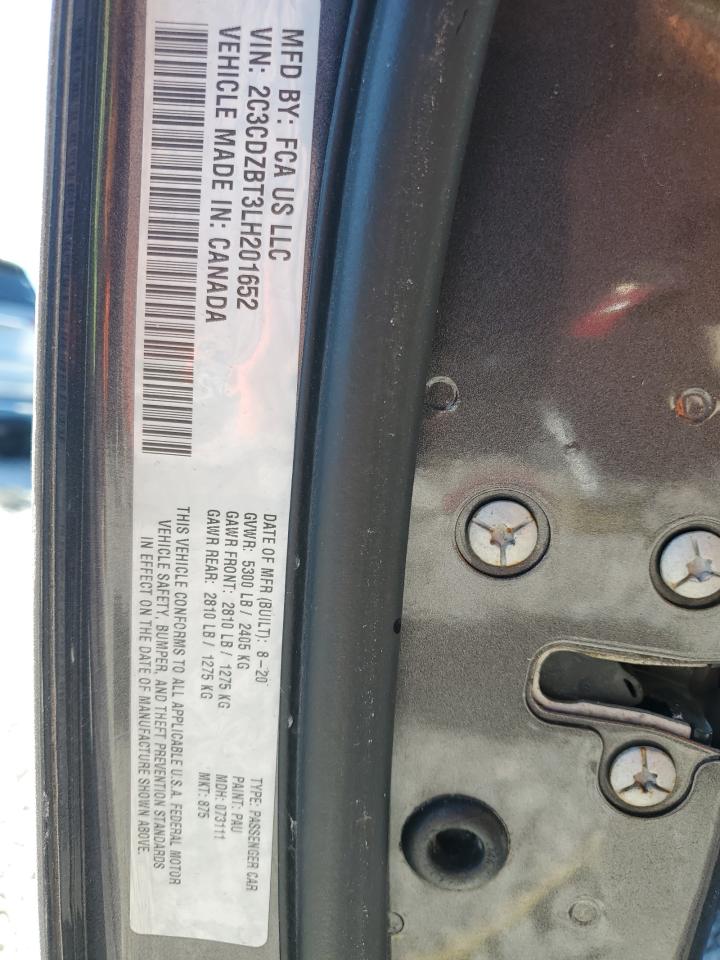 MFD BY: FCA US LLC
VIN: 2C3CDZBT3LH201652
VEHICLE MADE IN: CANADA
DATE OF MFR (BUILT): 8-20
GVWR: 5300 LB / 2405 KG
GAWR FRONT: 2810 LB / 1275 KG
GAWR REAR: 2810 LB / 1275 KG
TYPE: PASSENGER CAR
PAINT: PAU
MDH: 073111
MKT: 875
THIS VEHICLE CONFORMS TO ALL APPLICABLE U.S.A. FEDERAL MOTOR
VEHICLE SAFETY, BUMPER, AND THEFT PREVENTION STANDARDS
IN EFFECT ON THE DATE OF MANUFACTURE SHOWN ABOVE.